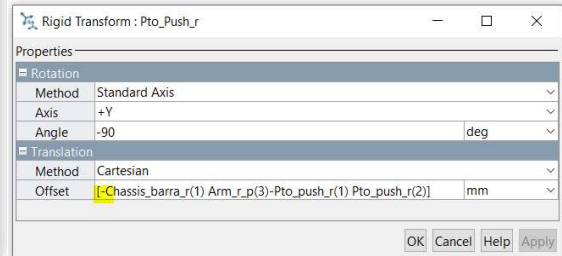 Rigid Transform : Pto_Push_r
Properties
Rotation
Method Standard Axis
Axis +Y
Angle -90 deg
Translation
Method Cartesian
Offset [-Chassis_barra_r(1) Arm_r_p(3)-Pto_push_r(1) Pto_push_r(2)] mm
OK Cancel Help Apply